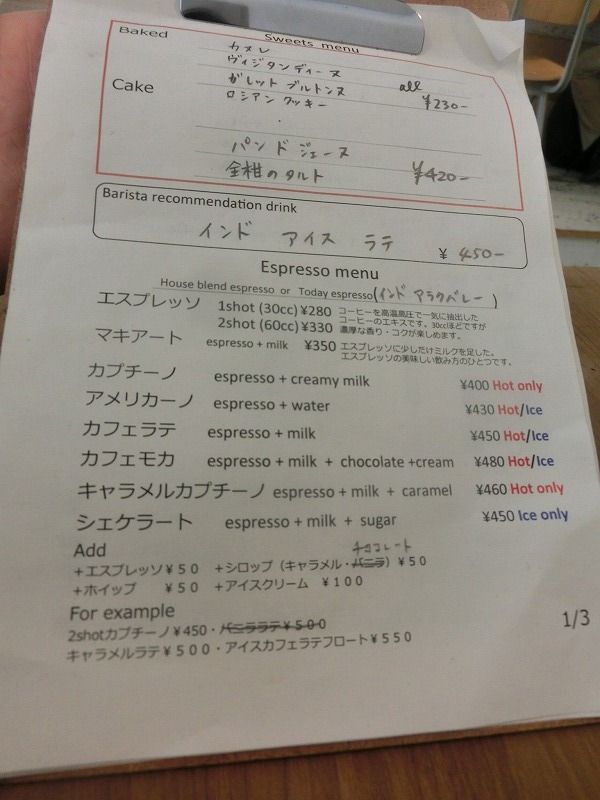 Sweets menu
Baked
カヌレ
ヴィジタンディーヌ
ガレットブルトンヌ all
ロシアンクッキー ¥230-
Cake
パンドジェーヌ
金柑のタルト ¥420-
Barista recommendation drink
インド アイス ラテ ¥ 450-
Espresso menu
House blend espresso or Today espresso(インド アラクベレー)
エスプレッソ 1shot (30cc) ¥280 コーヒーを高温高圧で一気に抽出した
2shot (60cc) ¥330 コーヒーのエキスです。30ccほどですが
濃厚な香り・コクが楽しめます。
マキアート espresso + milk ¥350 エスプレッソに少しだけミルクを足した。
エスプレッソの美味しい飲み方のひとつです。
カプチーノ espresso + creamy milk ¥400 Hot only
アメリカーノ espresso + water ¥430 Hot/Ice
カフェラテ espresso + milk ¥450 Hot/Ice
カフェモカ espresso + milk + chocolate +cream ¥480 Hot/Ice
キャラメルカプチーノ espresso + milk + caramel ¥460 Hot only
シェケラート espresso + milk + sugar ¥450 Ice only
Add
チョコレート
+エスプレッソ¥50 +シロップ（キャラメル・バニラ）¥50
+ホイップ ¥50 +アイスクリーム ¥100
For example
2shotカプチーノ¥450・バニララテ¥500
キャラメルラテ¥500・アイスカフェラテフロート¥550
1/3